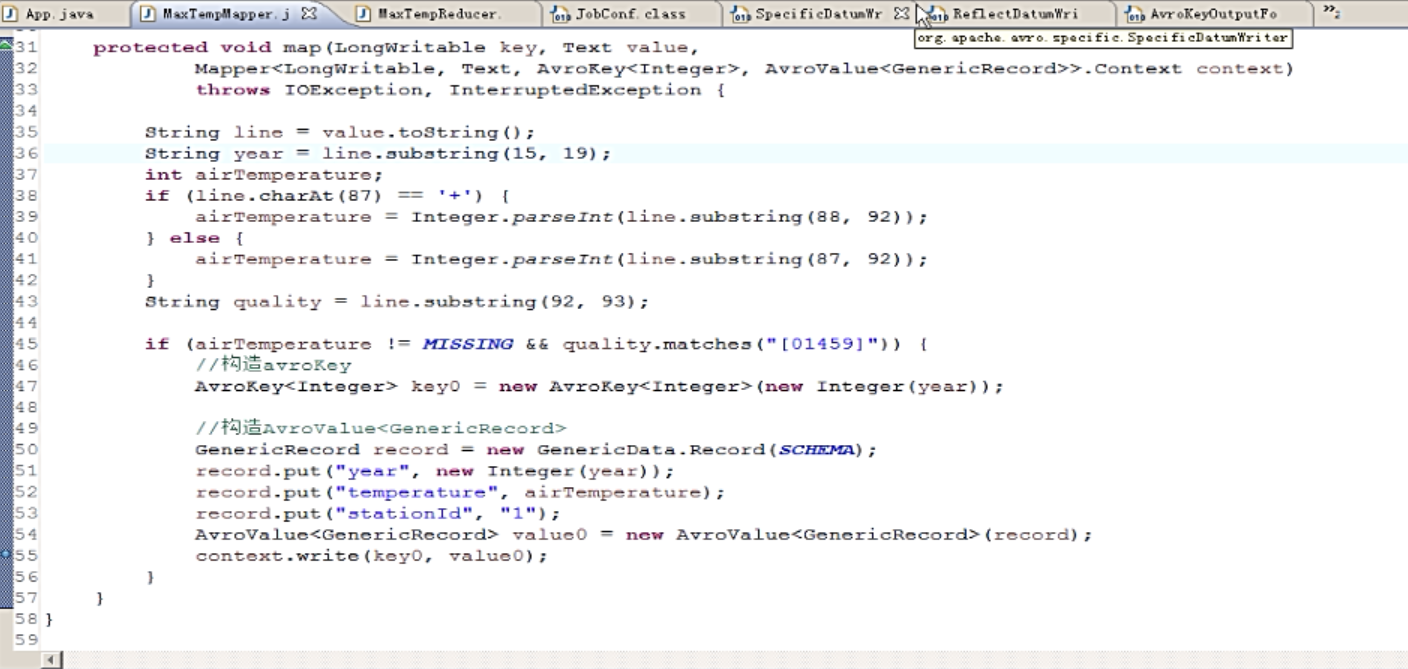 App.java MaxTempMapper.j MaxTempReducer. JobConf.class SpecificDatumWr ReflectDatumWri AvroKeyOutputFo »2
org.apache.avro.specific.SpecificDatumWriter
31 protected void map(LongWritable key, Text value,
32 Mapper<LongWritable, Text, AvroKey<Integer>, AvroValue<GenericRecord>>.Context context)
33 throws IOException, InterruptedException {
34
35 String line = value.toString();
36 String year = line.substring(15, 19);
37 int airTemperature;
38 if (line.charAt(87) == '+') {
39 airTemperature = Integer.parseInt(line.substring(88, 92));
40 } else {
41 airTemperature = Integer.parseInt(line.substring(87, 92));
42 }
43 String quality = line.substring(92, 93);
44
45 if (airTemperature != MISSING && quality.matches("[01459]")) {
46 //构造avroKey
47 AvroKey<Integer> key0 = new AvroKey<Integer>(new Integer(year));
48
49 //构造AvroValue<GenericRecord>
50 GenericRecord record = new GenericData.Record(SCHEMA);
51 record.put("year", new Integer(year));
52 record.put("temperature", airTemperature);
53 record.put("stationId", "1");
54 AvroValue<GenericRecord> value0 = new AvroValue<GenericRecord>(record);
55 context.write(key0, value0);
56 }
57 }
58 }
59